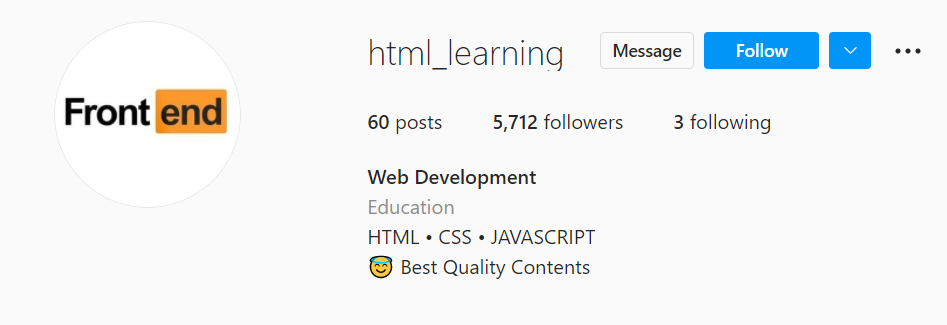 Front end
html_learning
Message
Follow
60 posts
5,712 followers
3 following
Web Development
Education
HTML • CSS • JAVASCRIPT
😇 Best Quality Contents